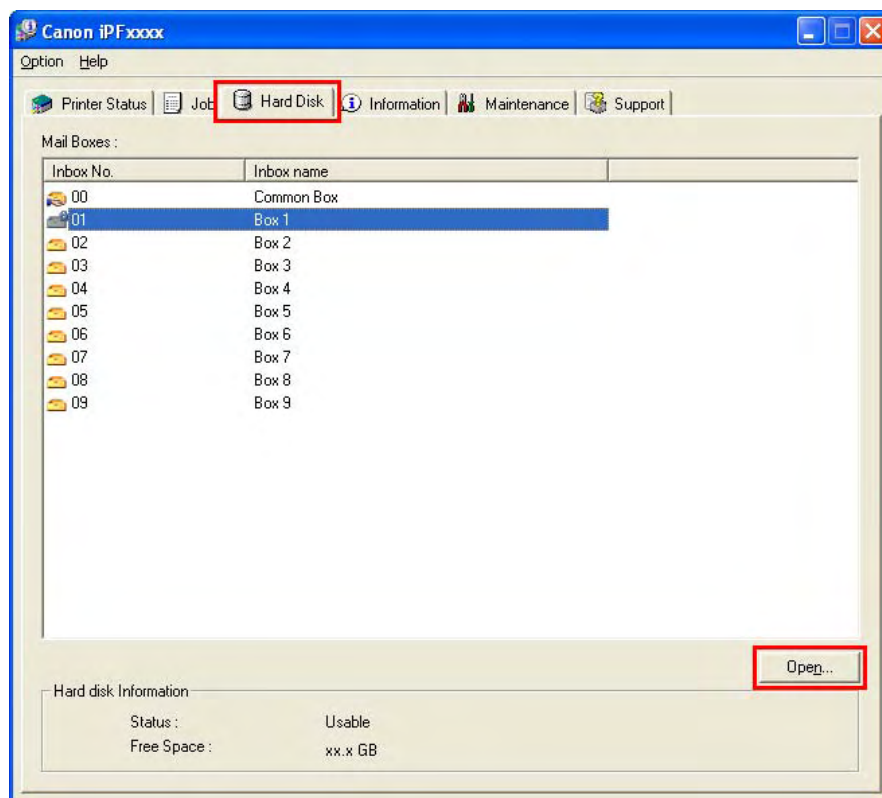 Canon iPFxxxx
Option Help
Printer Status Job Hard Disk Information Maintenance Support
Mail Boxes :
Inbox No. Inbox name
00 Common Box
01 Box 1
02 Box 2
03 Box 3
04 Box 4
05 Box 5
06 Box 6
07 Box 7
08 Box 8
09 Box 9
Open...
Hard disk Information
Status : Usable
Free Space : xx.x GB